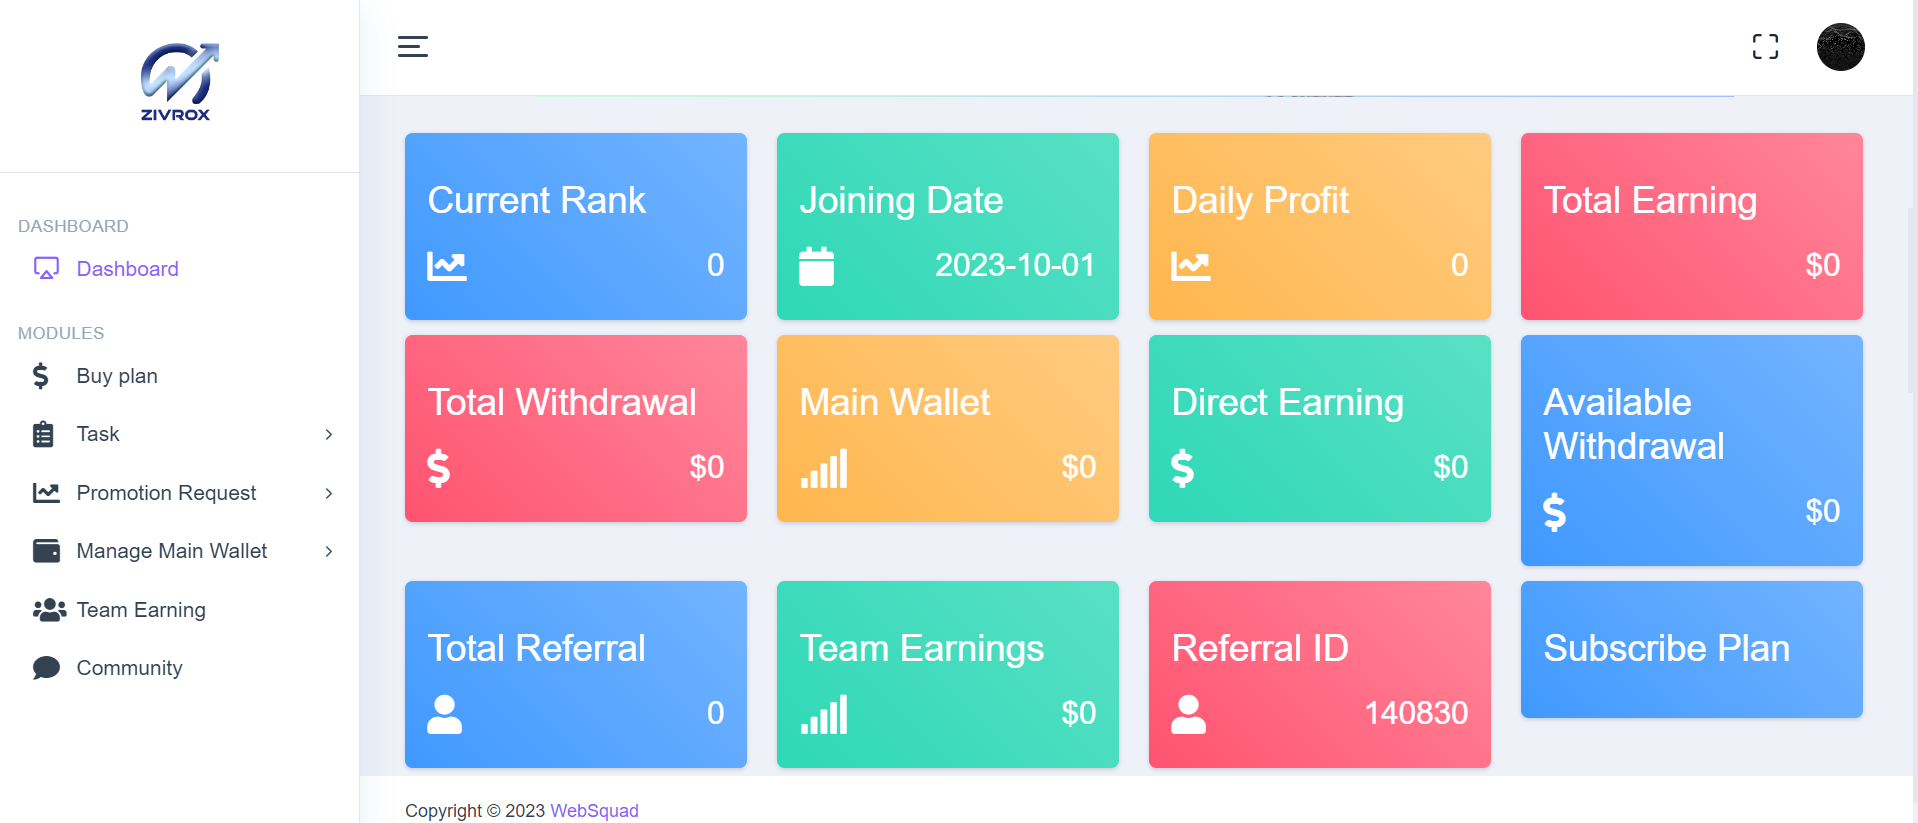 ZIVROX
DASHBOARD
Dashboard
MODULES
Buy plan
Task
Promotion Request
Manage Main Wallet
Team Earning
Community
Current Rank
0
Joining Date
2023-10-01
Daily Profit
0
Total Earning
$0
Total Withdrawal
$0
Main Wallet
$0
Direct Earning
$0
Available
Withdrawal
$0
Total Referral
0
Team Earnings
$0
Referral ID
140830
Subscribe Plan
Copyright © 2023 WebSquad